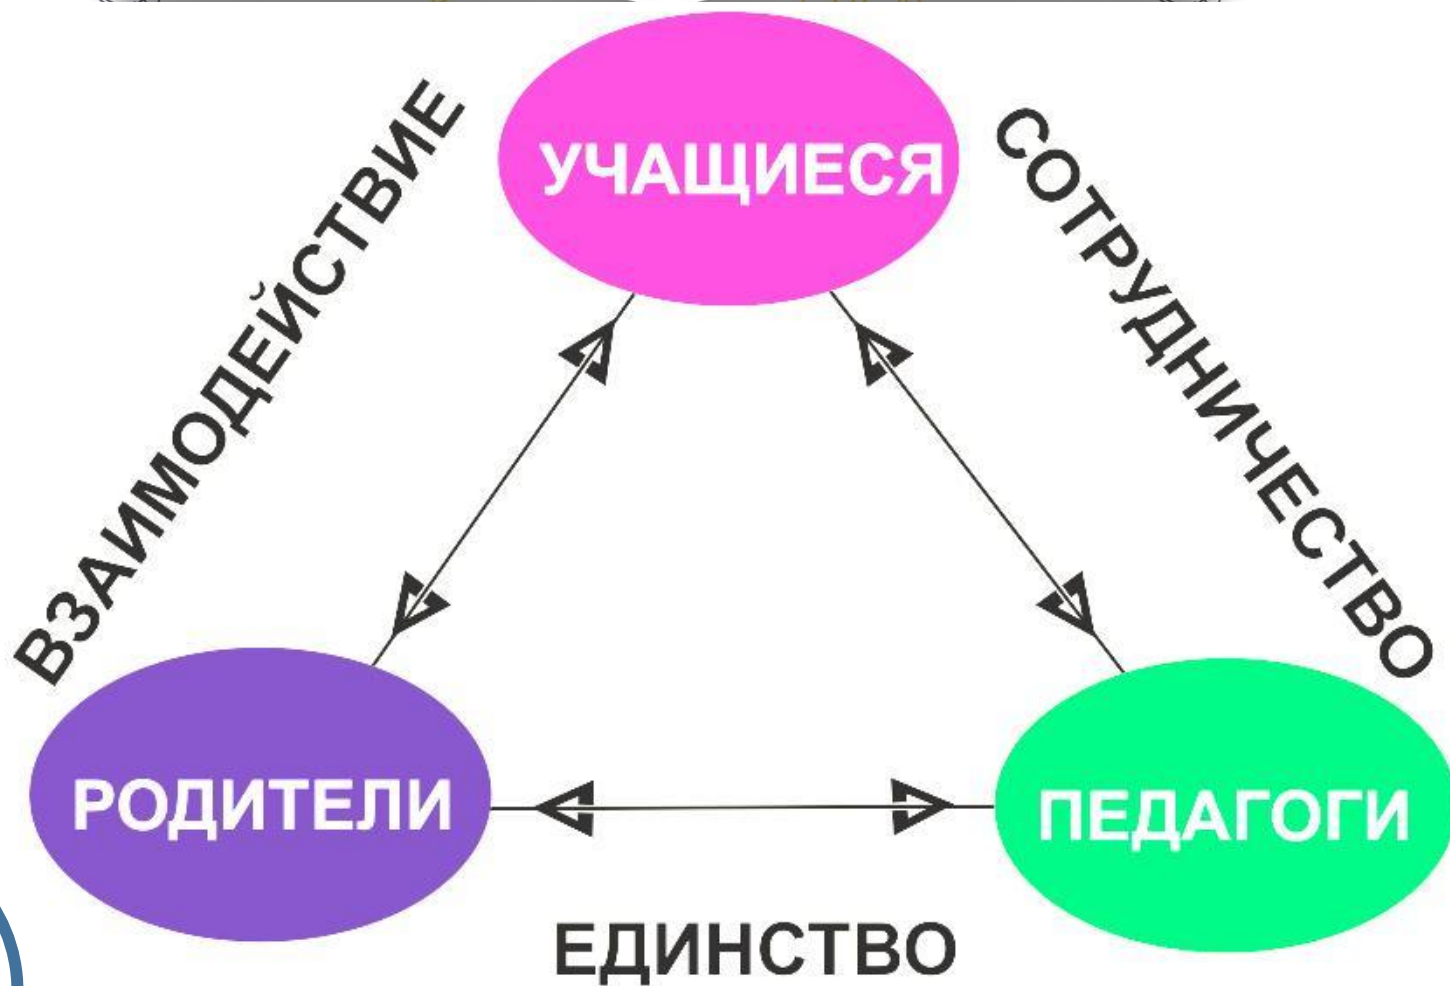 УЧАЩИЕСЯ
ВЗАИМОДЕЙСТВИЕ
СОТРУДНИЧЕСТВО
РОДИТЕЛИ
ПЕДАГОГИ
ЕДИНСТВО